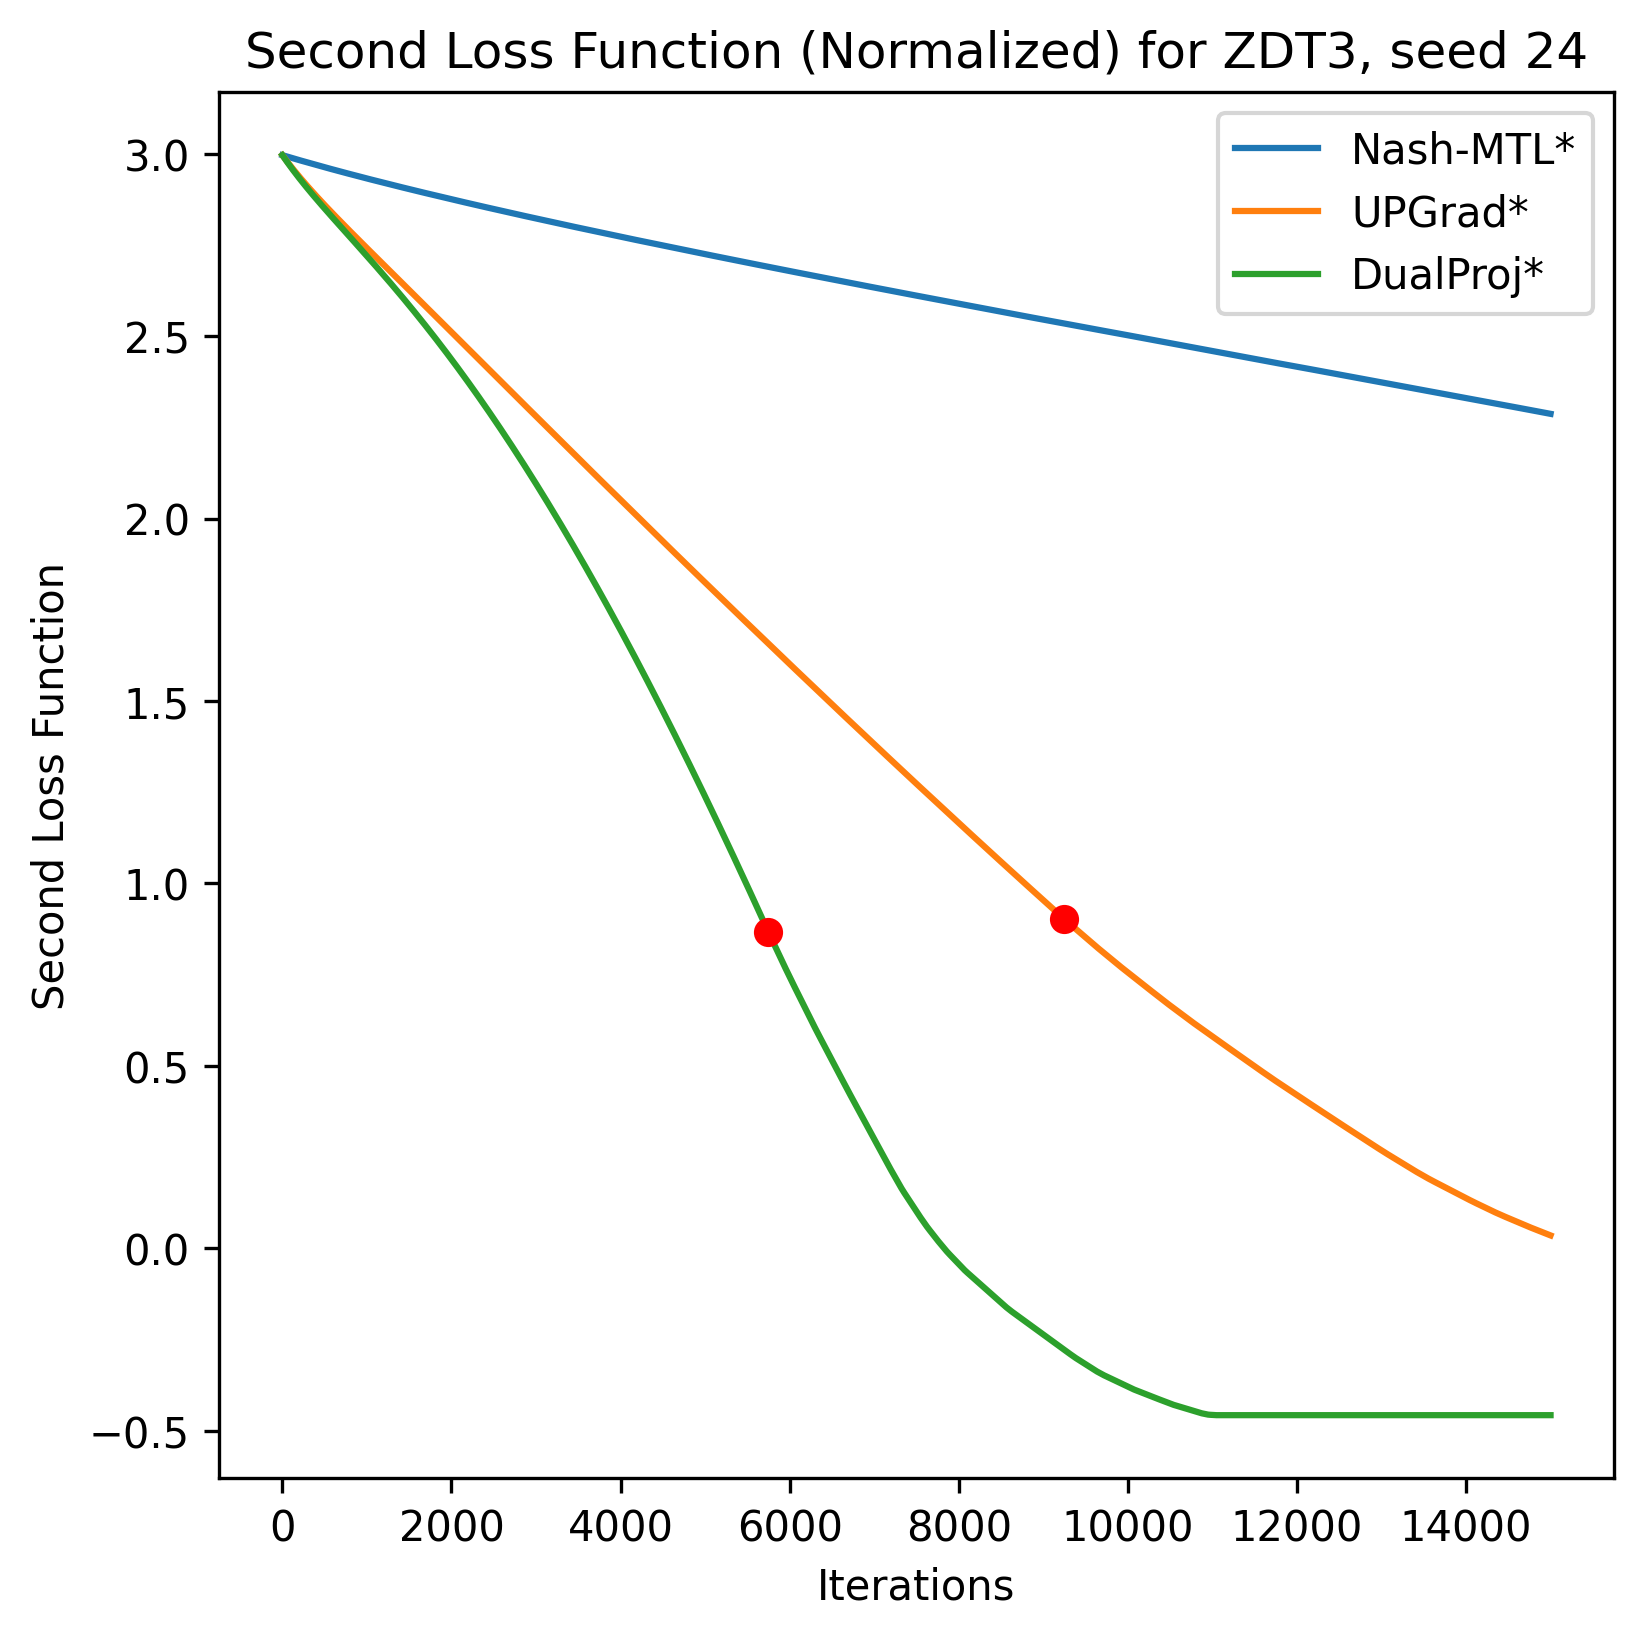 Second Loss Function (Normalized) for ZDT3, seed 24
Nash-MTL*
UPGrad*
DualProj*
Second Loss Function
3.0
2.5
2.0
1.5
1.0
0.5
0.0
−0.5
0 2000 4000 6000 8000 10000 12000 14000
Iterations